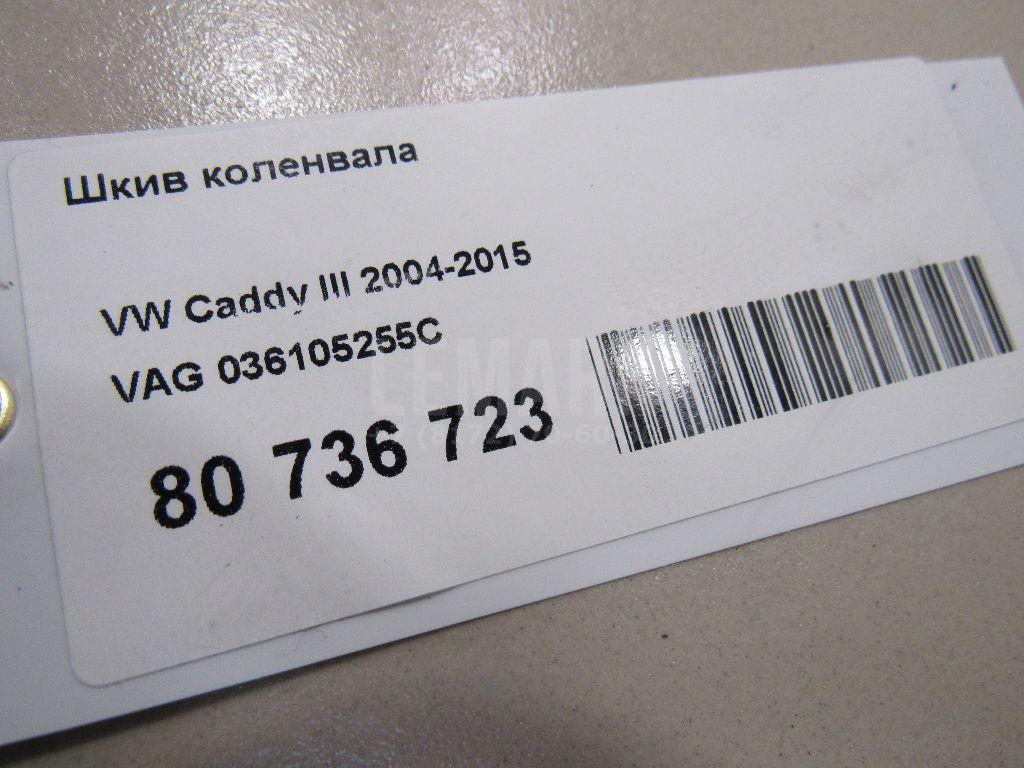 Шкив коленвала
VW Caddy III 2004-2015
VAG 036105255C
80 736 723